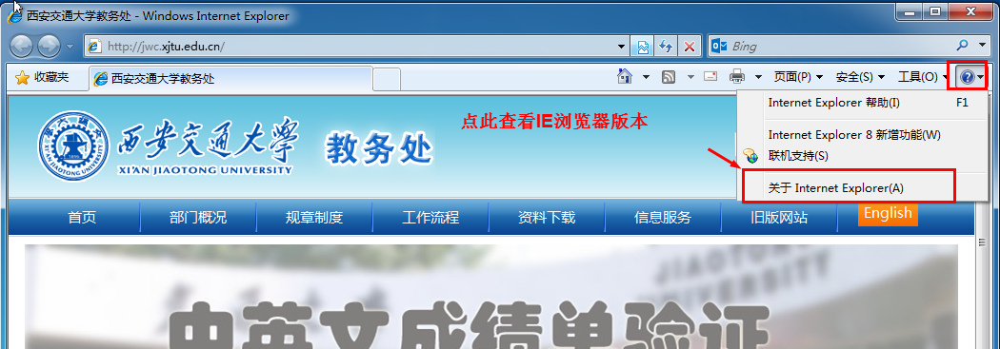 西安交通大学教务处 - Windows Internet Explorer
http://jwc.xjtu.edu.cn/
Bing
收藏夹
西安交通大学教务处
页面(P)
安全(S)
工具(O)
Internet Explorer 帮助(I) F1
Internet Explorer 8 新增功能(W)
联机支持(S)
关于 Internet Explorer(A)
点此查看IE浏览器版本
西安交通大学 教务处
XI'AN JIAOTONG UNIVERSITY
首页 部门概况 规章制度 工作流程 资料下载 信息服务 旧版网站 English
JIAOTONG
UNIVERSITY
中英文成绩单验证